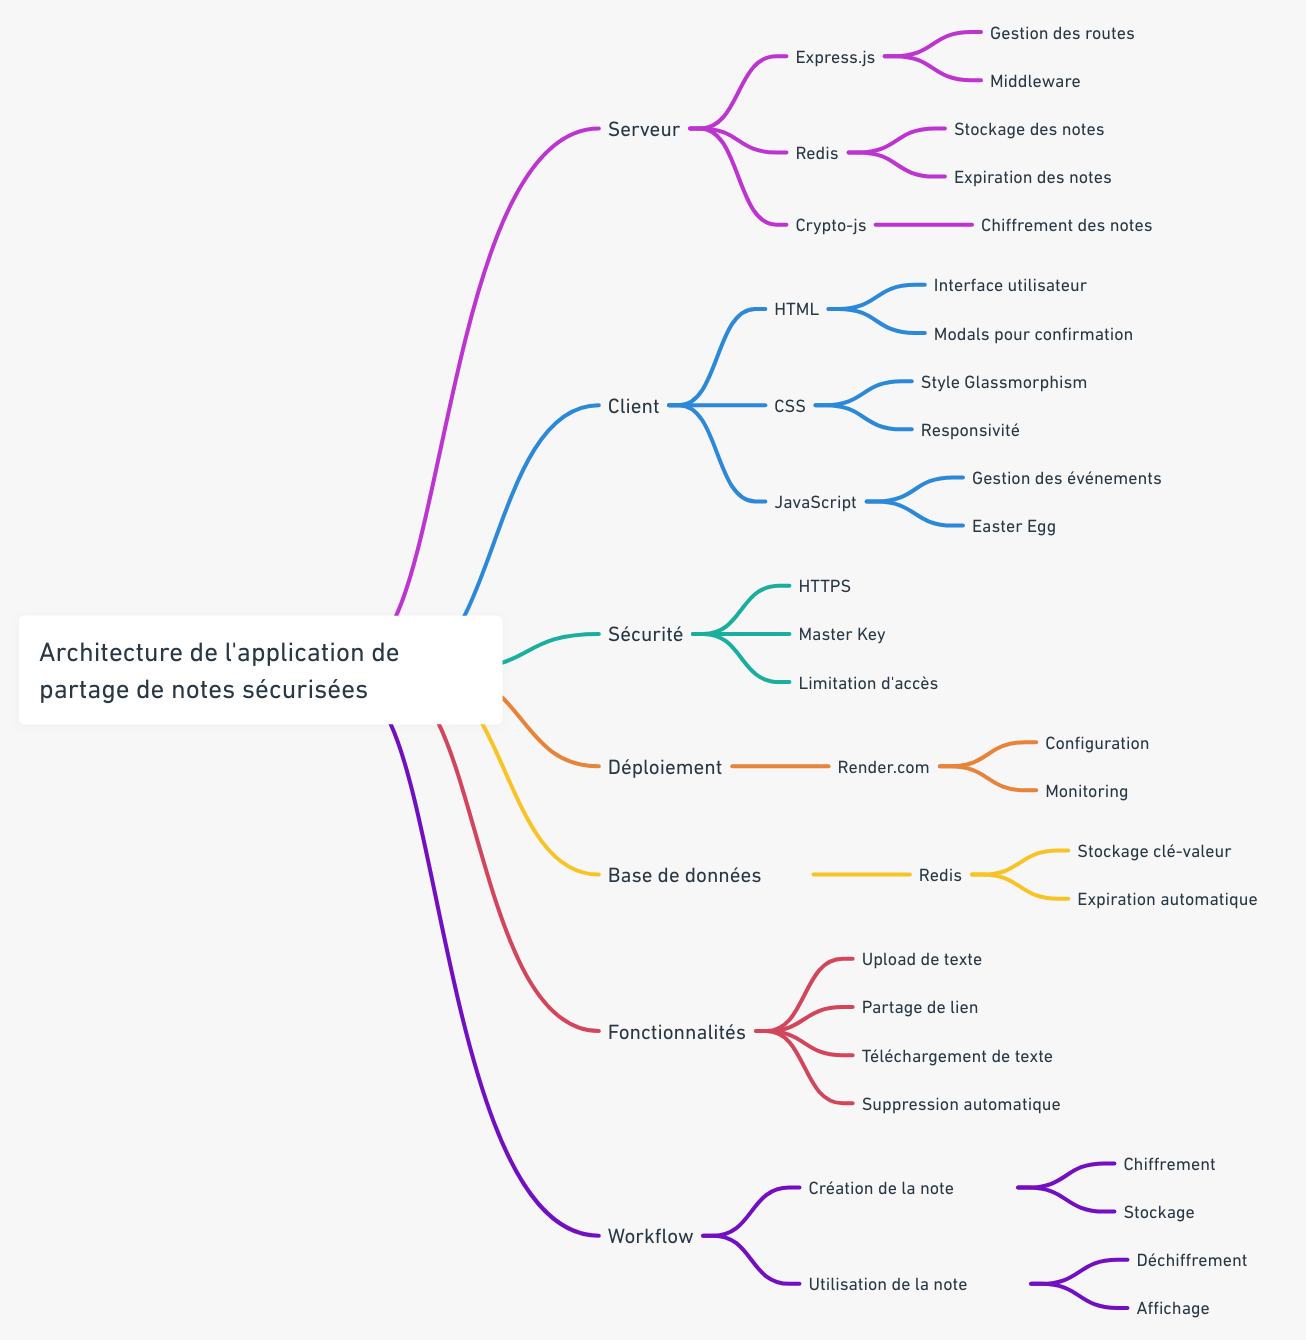 Architecture de l'application de
partage de notes sécurisées
Serveur
Express.js
Gestion des routes
Middleware
Redis
Stockage des notes
Expiration des notes
Crypto-js
Chiffrement des notes
Client
HTML
Interface utilisateur
Modals pour confirmation
CSS
Style Glassmorphism
Responsivité
JavaScript
Gestion des événements
Easter Egg
Sécurité
HTTPS
Master Key
Limitation d'accès
Déploiement
Render.com
Configuration
Monitoring
Base de données
Redis
Stockage clé-valeur
Expiration automatique
Fonctionnalités
Upload de texte
Partage de lien
Téléchargement de texte
Suppression automatique
Workflow
Création de la note
Chiffrement
Stockage
Utilisation de la note
Déchiffrement
Affichage